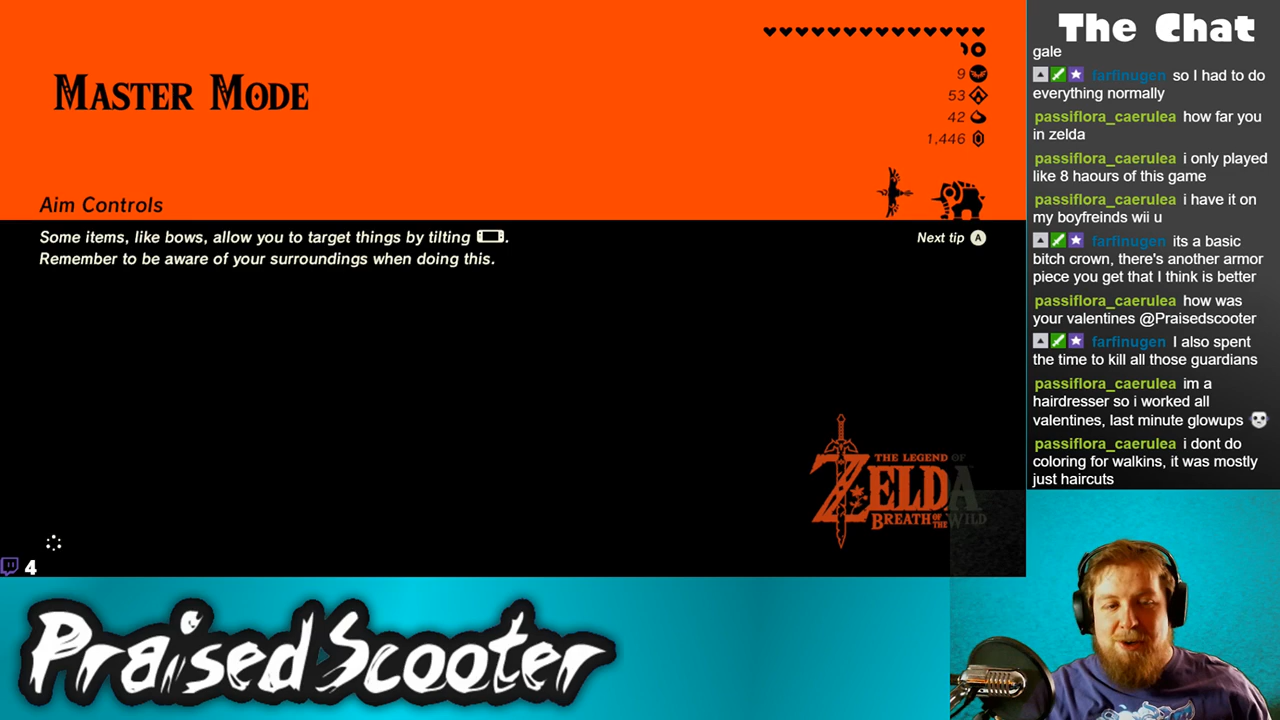 Master Mode
9
53
42
1,446
Aim Controls
Some items, like bows, allow you to target things by tilting .
Remember to be aware of your surroundings when doing this.
Next tip A
THE LEGEND OF
ZELDA
BREATH OF THE WILD
4
PraisedScooter
The Chat
gale
farfinugen so I had to do
everything normally
passiflora_caerulea how far you
in zelda
passiflora_caerulea i only played
like 8 haours of this game
passiflora_caerulea i have it on
my boyfreinds wii u
farfinugen its a basic
bitch crown, there's another armor
piece you get that I think is better
passiflora_caerulea how was
your valentines @Praisedscooter
farfinugen I also spent
the time to kill all those guardians
passiflora_caerulea im a
hairdresser so i worked all
valentines, last minute glowups
passiflora_caerulea i dont do
coloring for walkins, it was mostly
just haircuts